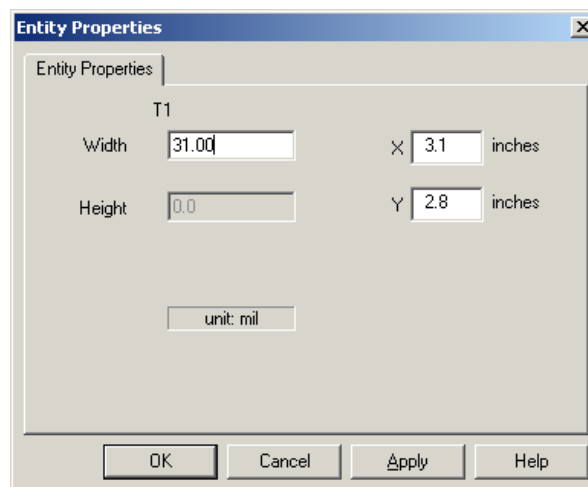 Entity Properties
Entity Properties
T1
Width 31.00 X 3.1 inches
Height 0.0 Y 2.8 inches
unit: mil
OK Cancel Apply Help